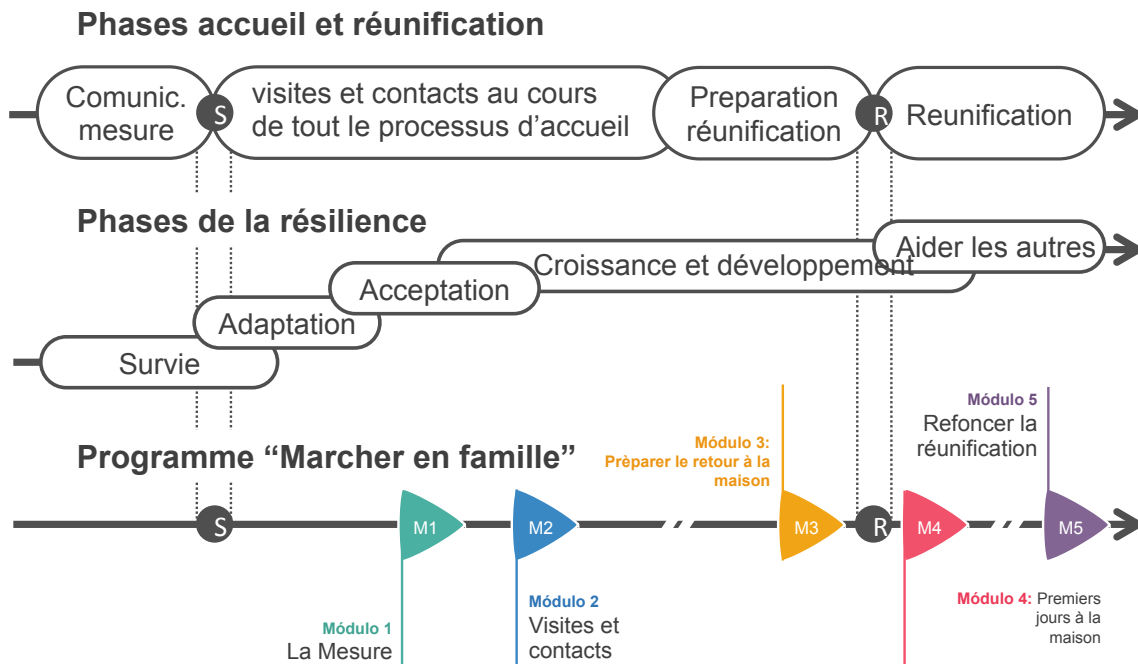 Phases accueil et réunification
Comunic.
mesure
S
visites et contacts au cours
de tout le processus d’accueil
Preparation
réunification
R
Reunification
Phases de la résilience
Survie
Adaptation
Acceptation
Croissance et développement
Aider les autres
Programme “Marcher en famille”
S
M1
M2
M3
R
M4
M5
Módulo 1
La Mesure
Módulo 2
Visites et
contacts
Módulo 3:
Prèparer le retour à la
maison
Módulo 4: Premiers
jours à la
maison
Módulo 5
Refoncer la
réunification